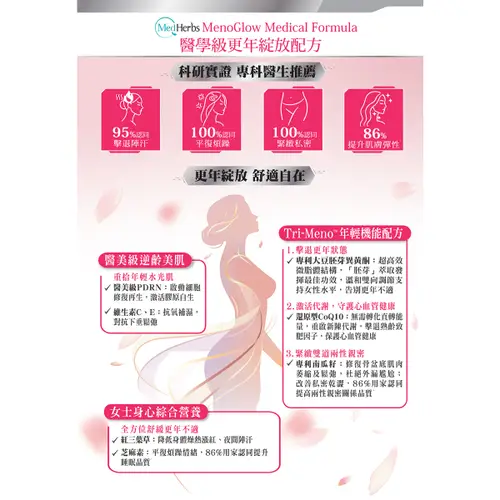 MedHerbs MenoGlow Medical Formula
醫學級更年綻放配方
科研實證 專科醫生推薦
95%認同
擊退陣汗
100%認同
平復煩躁
100%認同
緊緻私密
86%
提升肌膚彈性
更年綻放 舒適自在
醫美級逆齡美肌
重拾年輕水光肌
✓ 醫美級PDRN：啟動細胞
修復再生，激活膠原自生
✓ 維生素C、E：抗氧補濕，
對抗下垂鬆弛
Tri-Meno™年輕機能配方
1.擊退更年狀態
✓ 專利大豆胚芽異黃酮：超高效
微脂體結構，「胚芽」萃取發
揮最佳功效，溫和雙向調節支
持女性水平，告別更年不適
2.激活代謝，守護心血管健康
✓ 還原型CoQ10：無需轉化直轉能
量，重啟新陳代謝，擊退熱齡致
肥因子，保護心血管健康
3.緊緻雙道兩性親密
✓ 專利南瓜籽：修復骨盆底肌肉
萎縮及鬆弛，杜絕外漏尷尬；
改善私密乾澀，86%用家認同
提高兩性親密關係品質
女士身心綜合營養
全方位舒緩更年不適
✓ 紅三葉草：降低身體燥熱漲紅、夜間陣汗
✓ 芝麻素：平復煩躁情緒，86%用家認同提升
睡眠品質